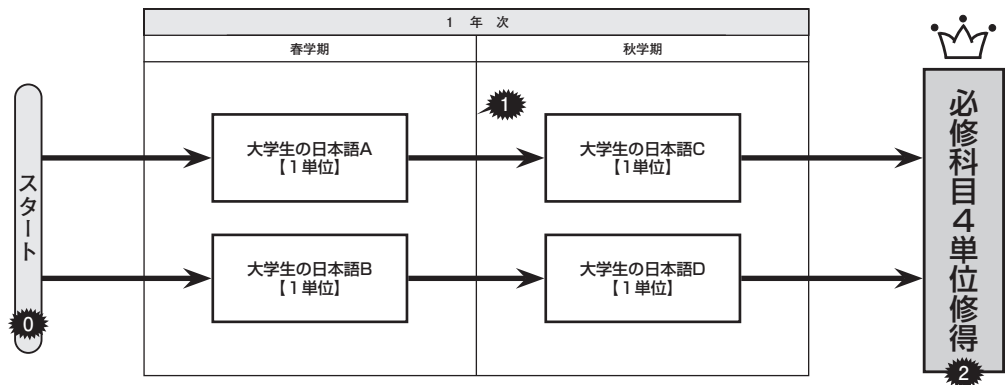 1 年 次
春学期
秋学期
スタート
0
大学生の日本語A
【1単位】
1
大学生の日本語C
【1単位】
大学生の日本語B
【1単位】
大学生の日本語D
【1単位】
必修科目4単位修得
2